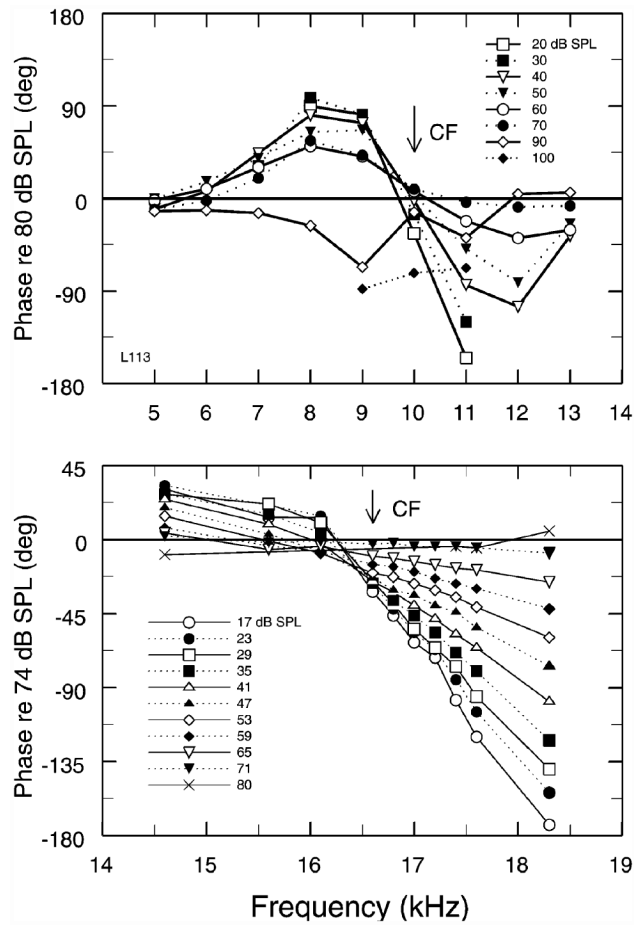 180
90
0
-90
-180
Phase re 80 dB SPL (deg)
20 dB SPL
30
40
50
60
70
90
100
CF
L113
5 6 7 8 9 10 11 12 13 14
45
0
-45
-90
-135
-180
Phase re 74 dB SPL (deg)
CF
17 dB SPL
23
29
35
41
47
53
59
65
71
80
14 15 16 17 18 19
Frequency (kHz)